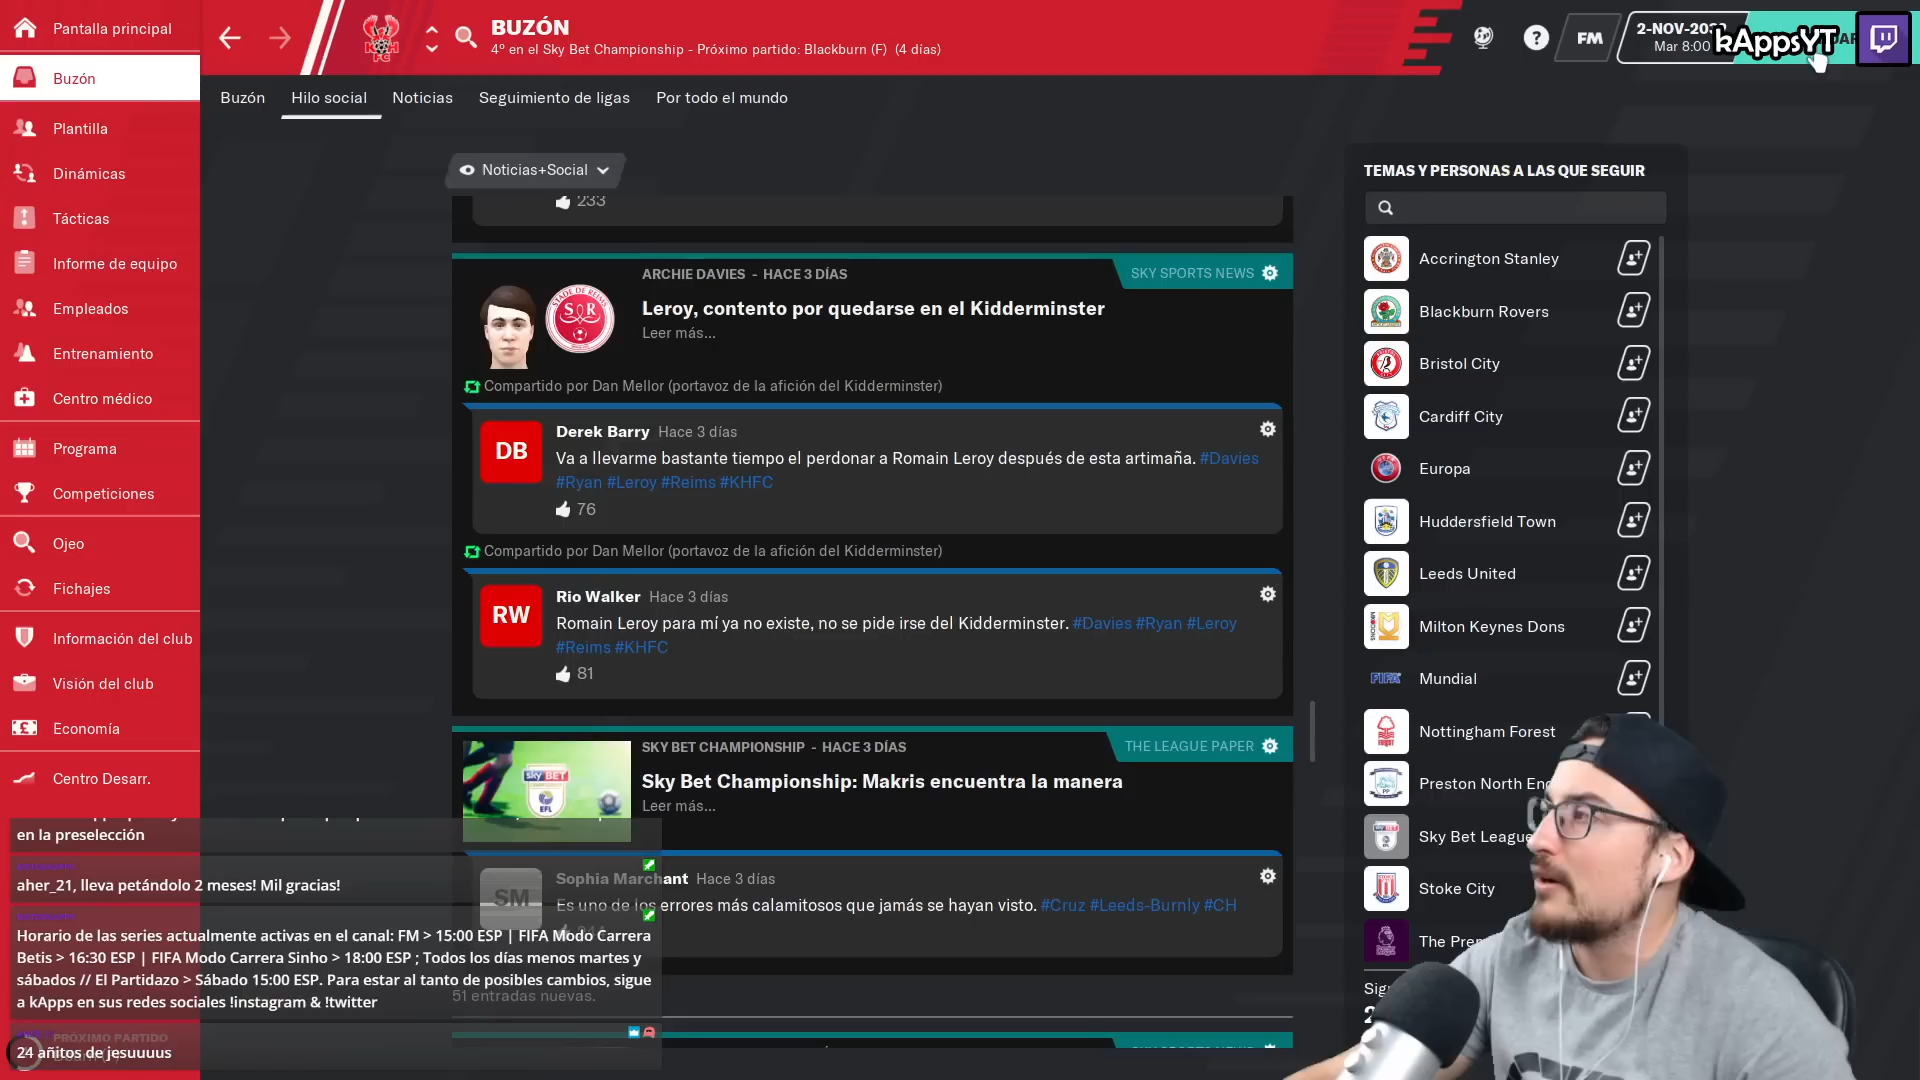 Pantalla principal
Buzón
Plantilla
Dinámicas
Tácticas
Informe de equipo
Empleados
Entrenamiento
Centro médico
Programa
Competiciones
Ojeo
Fichajes
Información del club
Visión del club
Economía
Centro Desarr.
BUZÓN
4º en el Sky Bet Championship - Próximo partido: Blackburn (F) (4 días)
FM
Mar 8:00
kAppsYT
Buzón
Hilo social
Noticias
Seguimiento de ligas
Por todo el mundo
Noticias+Social
233
ARCHIE DAVIES - HACE 3 DÍAS
SKY SPORTS NEWS
Leroy, contento por quedarse en el Kidderminster
Leer más...
Compartido por Dan Mellor (portavoz de la afición del Kidderminster)
DB
Derek Barry Hace 3 días
Va a llevarme bastante tiempo el perdonar a Romain Leroy después de esta artimaña. #Davies
#Ryan #Leroy #Reims #KHFC
76
Compartido por Dan Mellor (portavoz de la afición del Kidderminster)
RW
Rio Walker Hace 3 días
Romain Leroy para mí ya no existe, no se pide irse del Kidderminster. #Davies #Ryan #Leroy
#Reims #KHFC
81
SKY BET CHAMPIONSHIP - HACE 3 DÍAS
THE LEAGUE PAPER
sky BET
EFL
Sky Bet Championship: Makris encuentra la manera
Leer más...
SM
Sophia Marchant Hace 3 días
Es uno de los errores más calamitosos que jamás se hayan visto. #Cruz #Leeds-Burnly #CH
51 entradas nuevas.
TEMAS Y PERSONAS A LAS QUE SEGUIR
Accrington Stanley
Blackburn Rovers
Bristol City
Cardiff City
Europa
Huddersfield Town
Leeds United
Milton Keynes Dons
FIFA
Mundial
Nottingham Forest
Preston North
Sky Bet League
Stoke City
The
en la preselección
aher_21, lleva petándolo 2 meses! Mil gracias!
Horario de las series actualmente activas en el canal: FM > 15:00 ESP | FIFA Modo Carrera
Betis > 16:30 ESP | FIFA Modo Carrera Sinho > 18:00 ESP ; Todos los días menos martes y
sábados // El Partidazo > Sábado 15:00 ESP. Para estar al tanto de posibles cambios, sigue
a kApps en sus redes sociales !instagram & !twitter
PRÓXIMO PARTIDO
24 añitos de jesuuuus